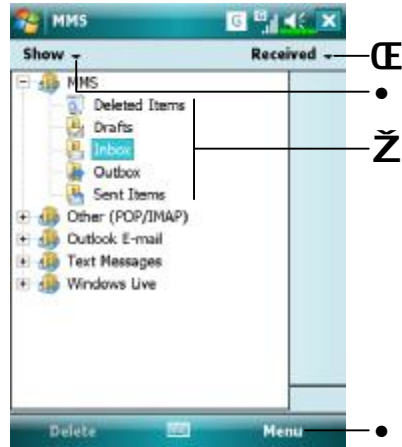 MMS G
Show Received Œ
MMS •
Deleted Items
Drafts
Inbox Ž
Outbox
Sent Items
Other (POP/IMAP)
Outlook E-mail
Text Messages
Windows Live
Delete Menu •